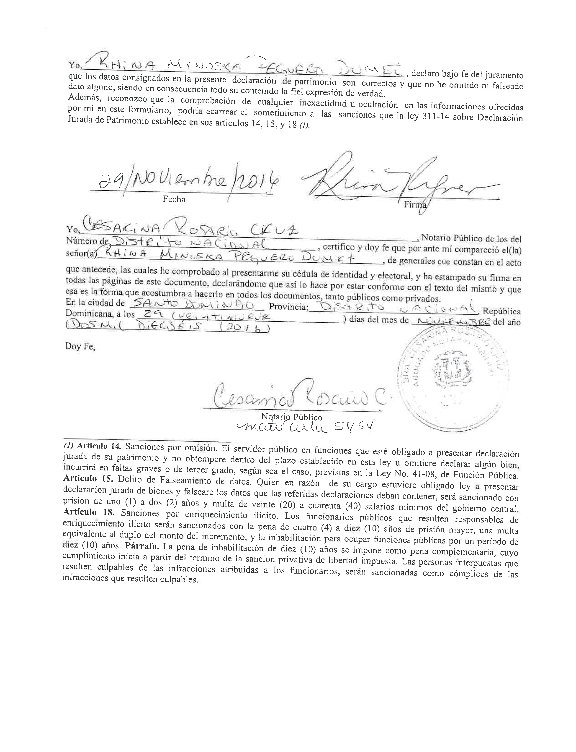 Yo, RHINA MINOSKA PEGUERO DUMET, declaro bajo fe del juramento
que los datos consignados en la presente declaración de patrimonio son correctos y que no he omitido ni falseado
dato alguno, siendo en consecuencia todo su contenido la fiel expresión de verdad.
Además, reconozco que la comprobación de cualquier inexactitud u ocultación en las informaciones ofrecidas
por mí en este formulario, podría acarrear el sometimiento a las sanciones que la ley 311-14 sobre Declaración
Jurada de Patrimonio establece en sus artículos 14, 15, y 18 (1).
29/Noviembre/2016
Fecha Firma
Yo, CESARINA ROSARIO CRUZ, Notario Público de los del
Número de DISTRITO NACIONAL, certifico y doy fe que por ante mí compareció el(la)
señor(a) RHINA MINOSKA PEGUERO DUMET, de generales que constan en el acto
que antecede, las cuales he comprobado al presentarme su cédula de identidad y electoral, y ha estampado su firma en
todas las páginas de este documento, declarándome que así lo hace por estar conforme con el texto del mismo y que
esa es la forma que acostumbra a hacerlo en todos los documentos, tanto públicos como privados.
En la ciudad de SANTO DOMINGO Provincia: DISTRITO NACIONAL República
Dominicana, a los 29 (VEINTINUEVE) días del mes de NOVIEMBRE del año
(DOS MIL DIECISEIS (2016)
Doy Fe,
Cesarina Rosario C.
Notario Público
matricula 5454
(1) Artículo 14. Sanciones por omisión. El servidor público en funciones que esté obligado a presentar declaración
jurada de su patrimonio y no obtempere dentro del plazo establecido en esta ley u omitiere declarar algún bien,
incurrirá en faltas graves o de tercer grado, según sea el caso, previstas en la Ley No. 41-08, de Función Pública.
Artículo 15. Delito de Falseamiento de datos. Quien en razón de su cargo estuviere obligado ley a presentar
declaración jurada de bienes y falseare los datos que las referidas declaraciones deban contener, será sancionado con
prisión de uno (1) a dos (2) años y multa de veinte (20) a cuarenta (40) salarios mínimos del gobierno central.
Artículo 18. Sanciones por enriquecimiento ilícito. Los funcionarios públicos que resulten responsables de
enriquecimiento ilícito serán sancionados con la pena de cuatro (4) a diez (10) años de prisión mayor, una multa
equivalente al duplo del monto del incremento, y la inhabilitación para ocupar funciones públicas por un período de
diez (10) años. Párrafo. La pena de inhabilitación de diez (10) años se impone como pena complementaria, cuyo
cumplimiento inicia a partir del término de la sanción privativa de libertad impuesta. Las personas interpuestas que
resulten culpables de las infracciones atribuidas a los funcionarios, serán sancionadas como cómplices de las
infracciones que resulten culpables.